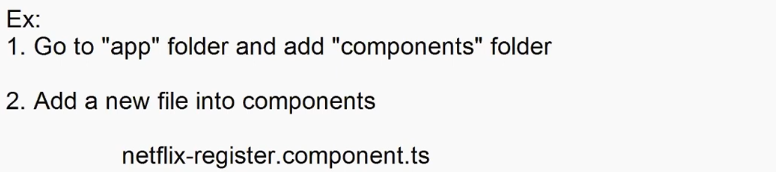 Ex:
1. Go to "app" folder and add "components" folder
2. Add a new file into components
netflix-register.component.ts